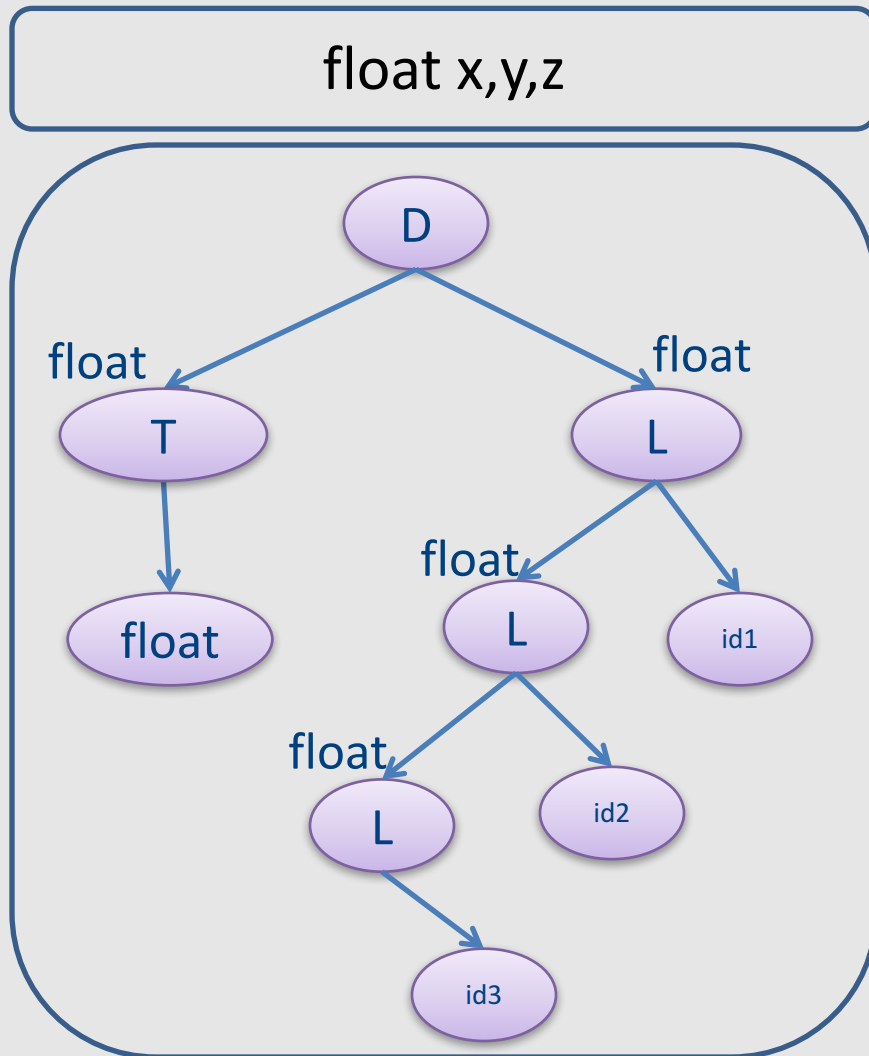 float x,y,z
D
float
float
T
L
float
float
L
id1
float
L
id2
id3